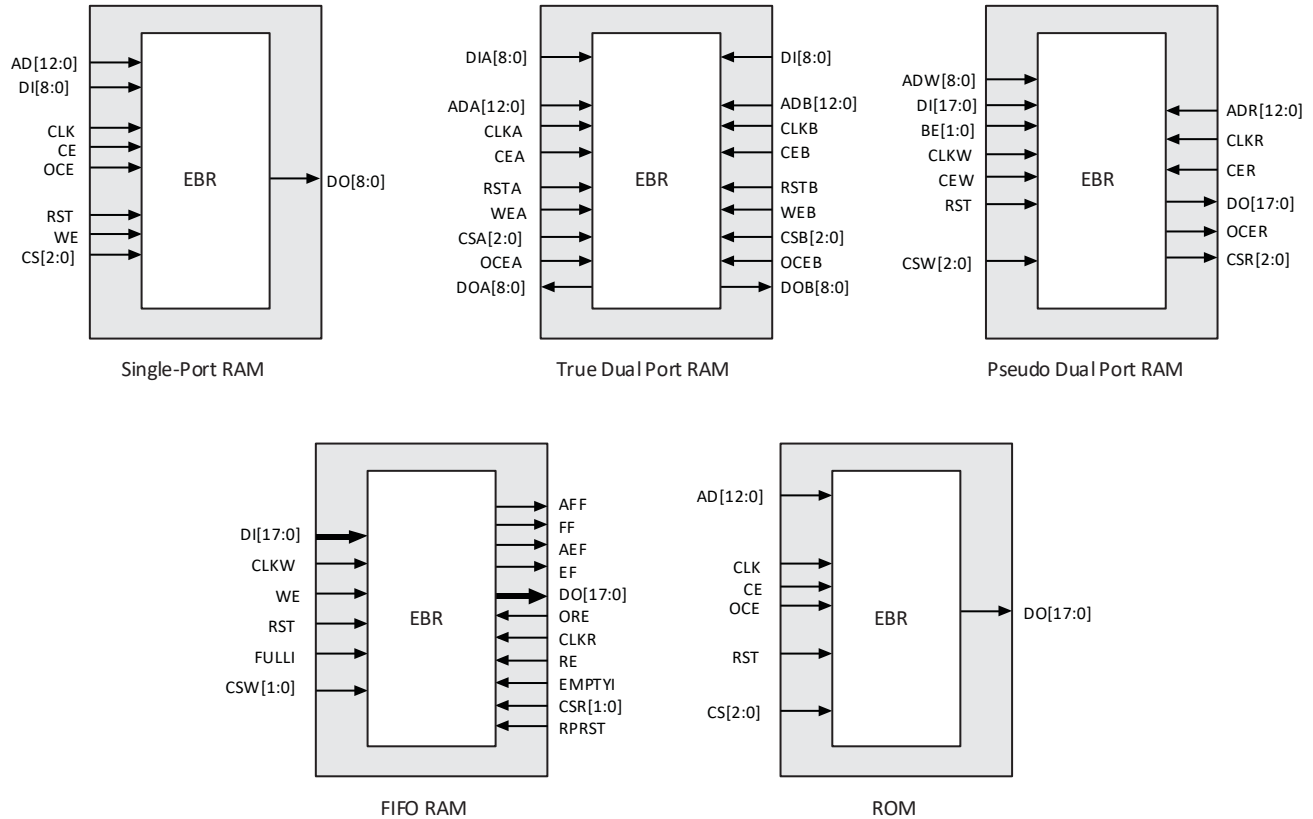 AD[12:0]
DI[8:0]
CLK
CE
OCE
RST
WE
CS[2:0]
EBR
DO[8:0]
Single-Port RAM
DIA[8:0]
ADA[12:0]
CLKA
CEA
RSTA
WEA
CSA[2:0]
OCEA
DOA[8:0]
EBR
DI[8:0]
ADB[12:0]
CLKB
CEB
RSTB
WEB
CSB[2:0]
OCEB
DOB[8:0]
True Dual Port RAM
ADW[8:0]
DI[17:0]
BE[1:0]
CLKW
CEW
RST
CSW[2:0]
EBR
ADR[12:0]
CLKR
CER
DO[17:0]
OCER
CSR[2:0]
Pseudo Dual Port RAM
DI[17:0]
CLKW
WE
RST
FULLI
CSW[1:0]
EBR
AFF
FF
AEF
EF
DO[17:0]
ORE
CLKR
RE
EMPTYI
CSR[1:0]
RPRST
FIFO RAM
AD[12:0]
CLK
CE
OCE
RST
CS[2:0]
EBR
DO[17:0]
ROM